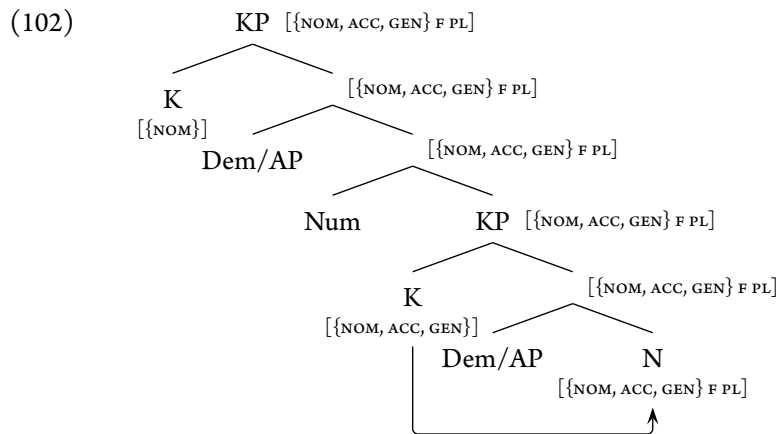 (102) KP [{NOM, ACC, GEN} F PL]
K [{NOM, ACC, GEN} F PL]
[{NOM}]
Dem/AP [{NOM, ACC, GEN} F PL]
Num KP [{NOM, ACC, GEN} F PL]
K [{NOM, ACC, GEN} F PL]
[{NOM, ACC, GEN}]
Dem/AP N
[{NOM, ACC, GEN} F PL]